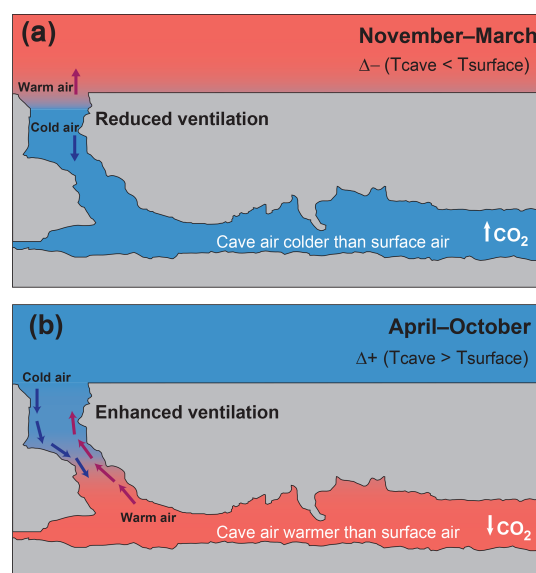 (a)
November–March
Δ– (Tcave < Tsurface)
Warm air
Cold air
Reduced ventilation
Cave air colder than surface air
CO₂
(b)
April–October
Δ+ (Tcave > Tsurface)
Cold air
Enhanced ventilation
Warm air
Cave air warmer than surface air
CO₂